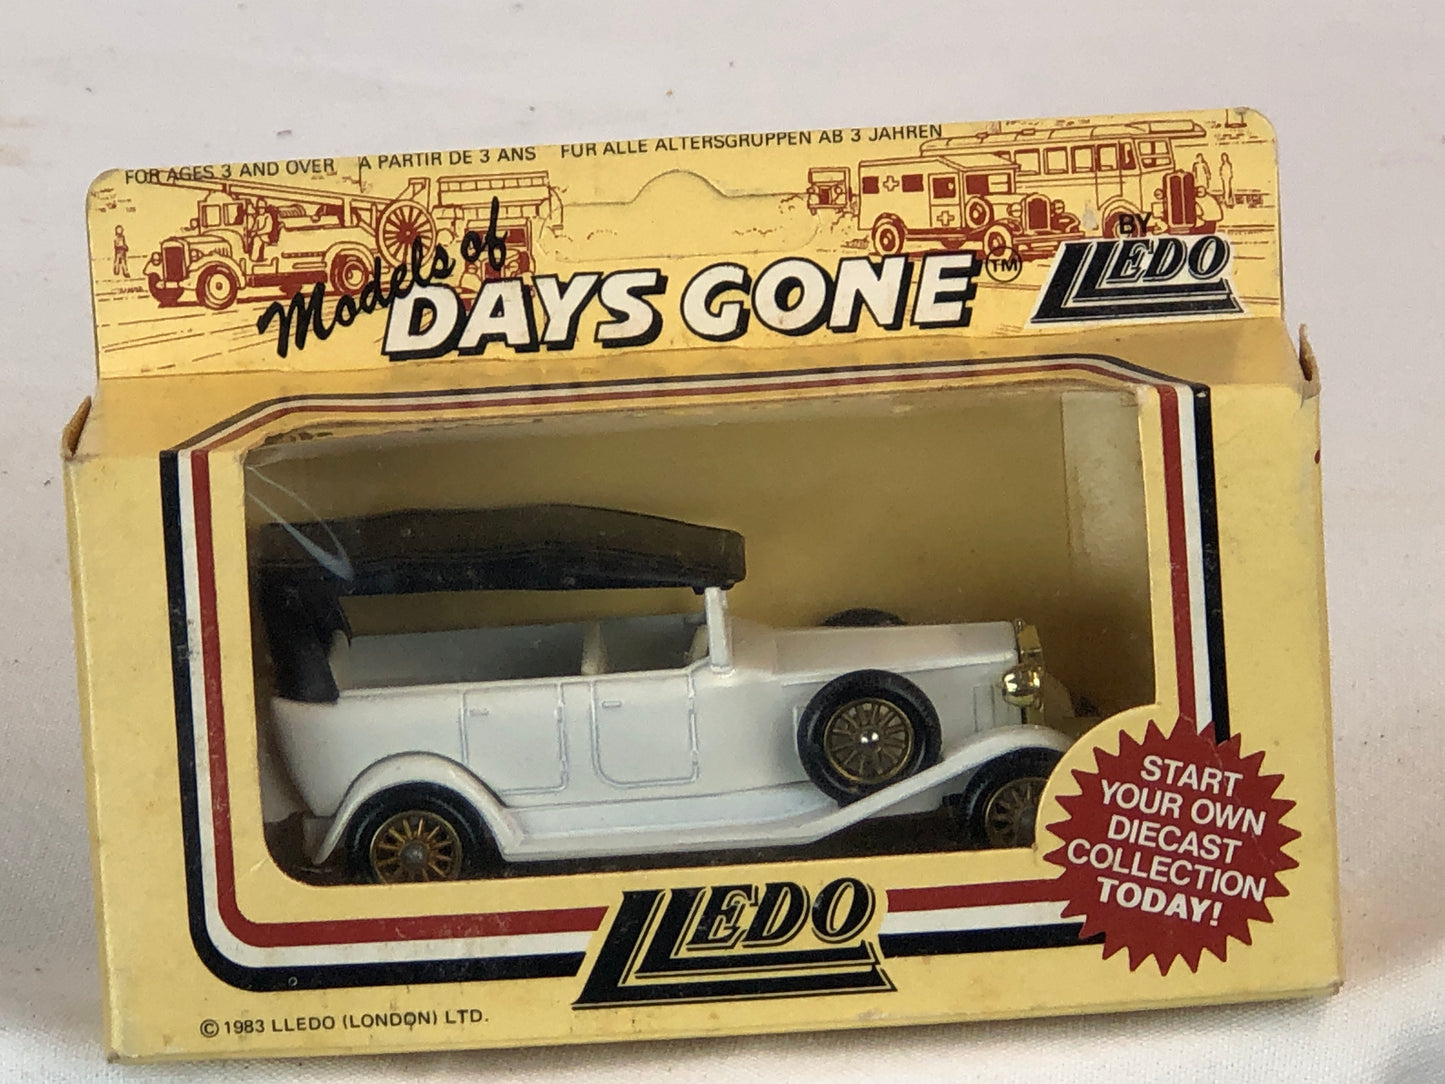 FOR AGES 3 AND OVER A PARTIR DE 3 ANS FUR ALLE ALTERSGRUPPEN AB 3 JAHREN
Models of
DAYS GONE™
BY
LLEDO
START
YOUR OWN
DIECAST
COLLECTION
TODAY!
LLEDO
© 1983 LLEDO (LONDON) LTD.